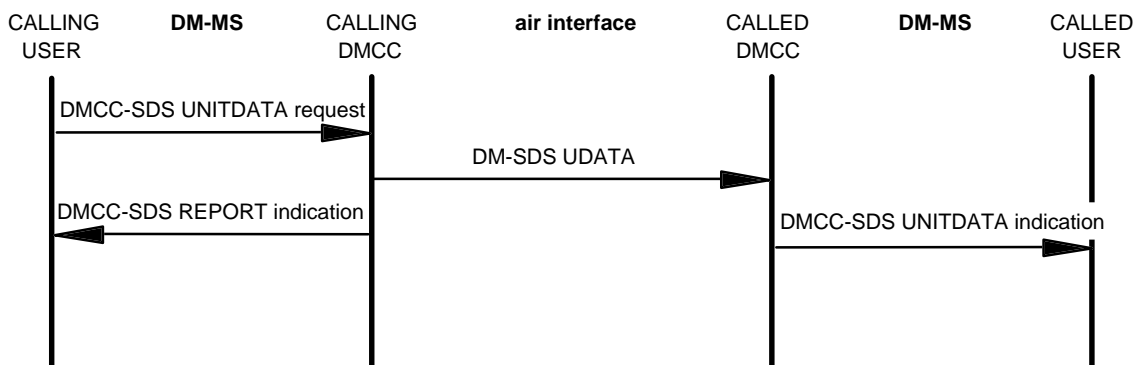 CALLING USER
DM-MS
CALLING DMCC
air interface
CALLED DMCC
DM-MS
CALLED USER
DMCC-SDS UNITDATA request
DM-SDS UDATA
DMCC-SDS REPORT indication
DMCC-SDS UNITDATA indication